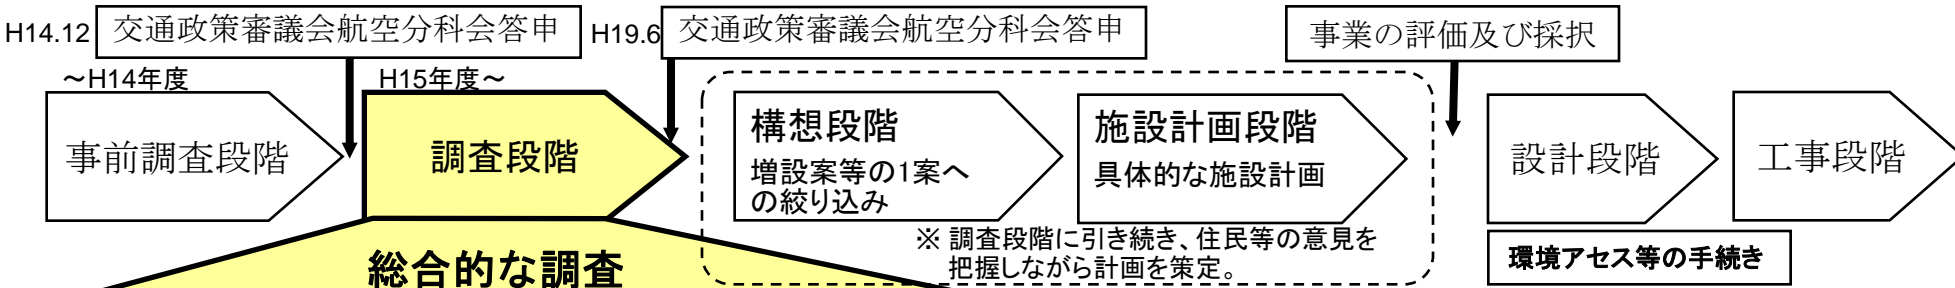 H14.12 交通政策審議会航空分科会答申 H19.6 交通政策審議会航空分科会答申 事業の評価及び採択
～H14年度 H15年度～
事前調査段階
調査段階
構想段階
増設案等の1案へ
の絞り込み
施設計画段階
具体的な施設計画
設計段階
工事段階
※ 調査段階に引き続き、住民等の意見を
把握しながら計画を策定。
環境アセス等の手続き
総合的な調査